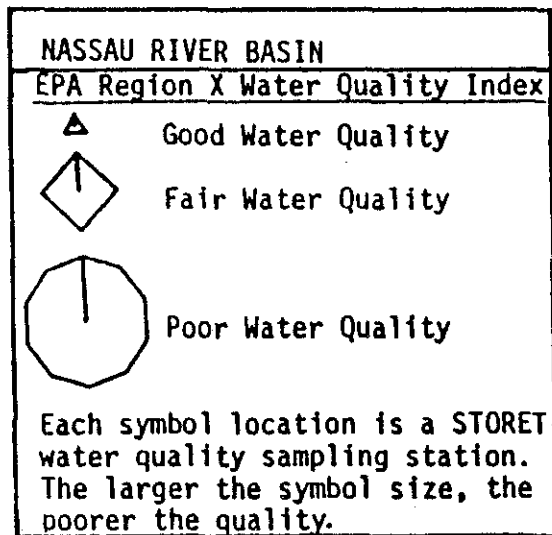 NASSAU RIVER BASIN
EPA Region X Water Quality Index
Good Water Quality
Fair Water Quality
Poor Water Quality
Each symbol location is a STORET
water quality sampling station.
The larger the symbol size, the
poorer the quality.